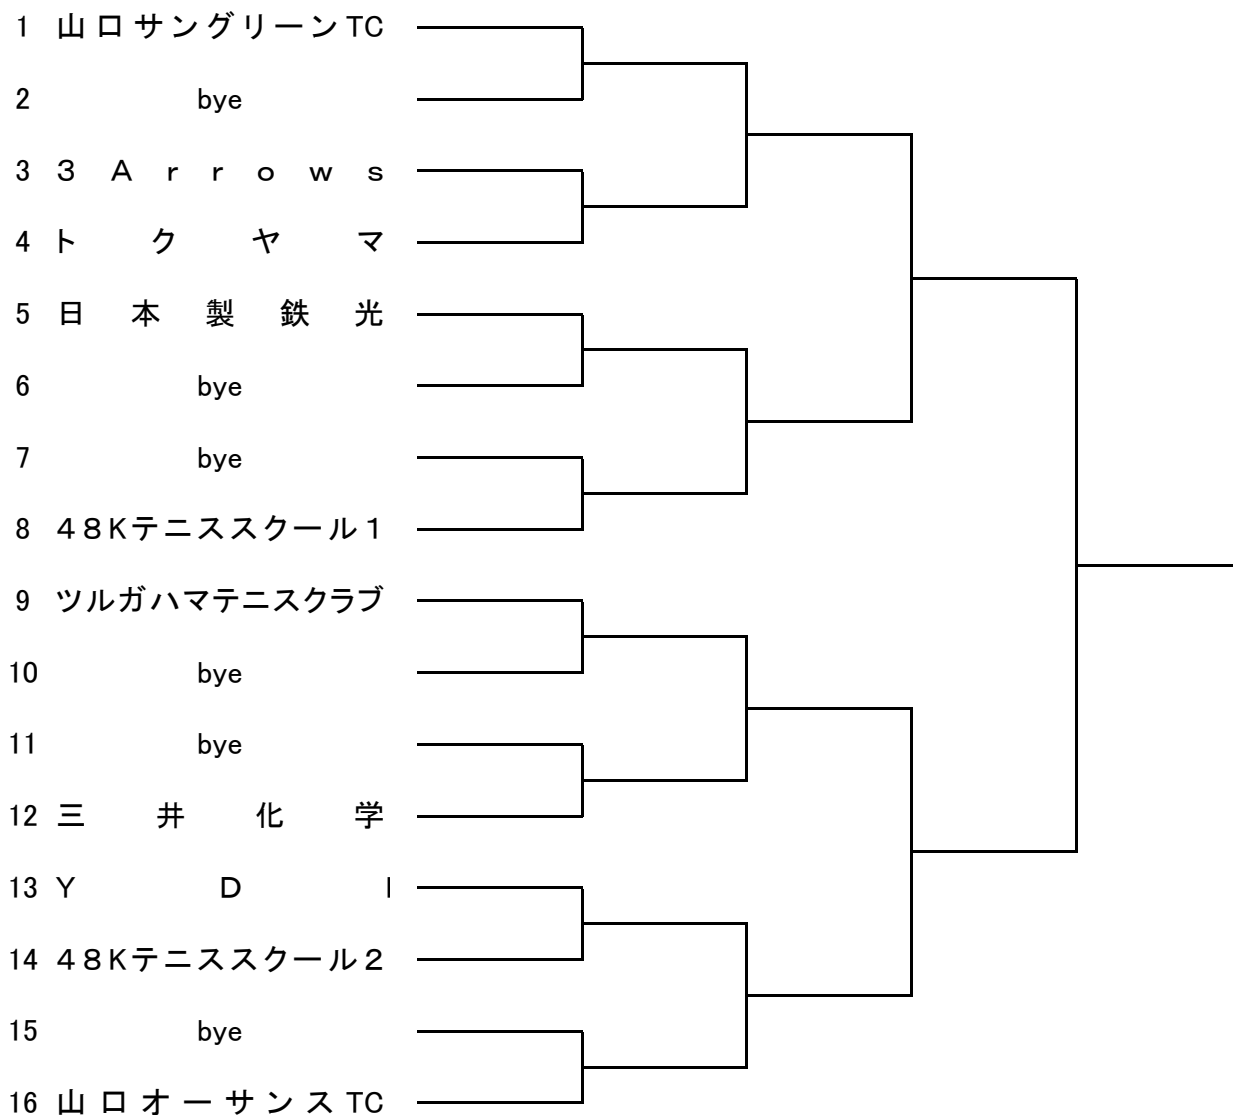 1 山口サングリーンTC
2 bye
3 3 Arrows
4 トクヤマ
5 日本製鉄光
6 bye
7 bye
8 48Kテニススクール1
9 ツルガハマテニスクラブ
10 bye
11 bye
12 三井化学
13 YDI
14 48Kテニススクール2
15 bye
16 山口オーサンスTC